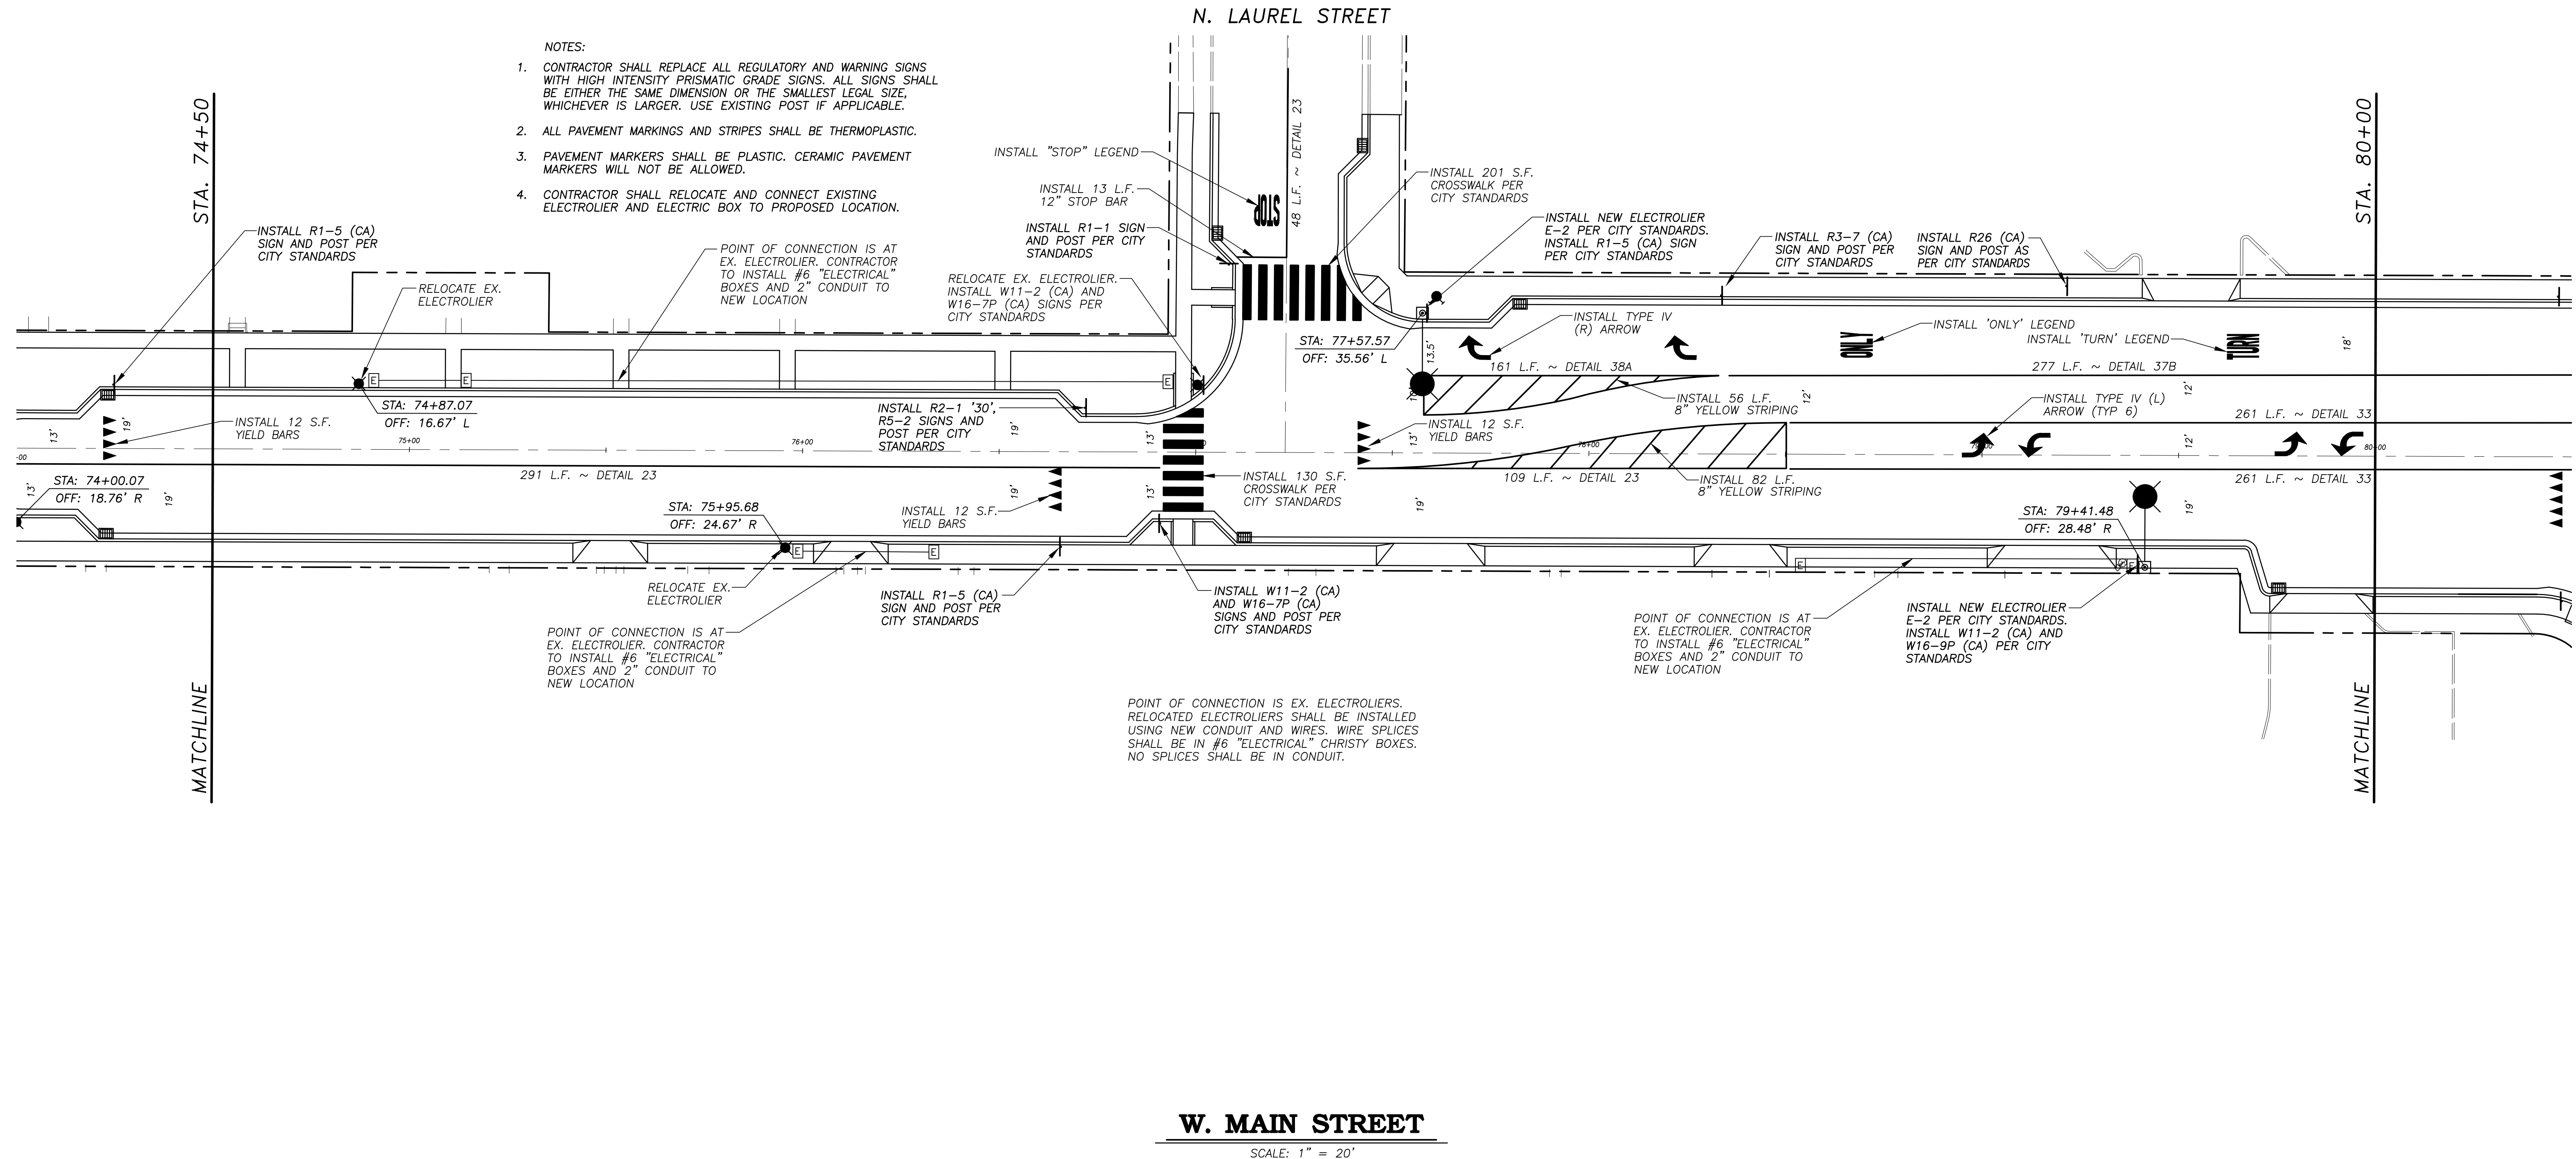 N. LAUREL STREET
NOTES:
1. CONTRACTOR SHALL REPLACE ALL REGULATORY AND WARNING SIGNS
WITH HIGH INTENSITY PRISMATIC GRADE SIGNS. ALL SIGNS SHALL
BE EITHER THE SAME DIMENSION OR THE SMALLEST LEGAL SIZE,
WHICHEVER IS LARGER. USE EXISTING POST IF APPLICABLE.
2. ALL PAVEMENT MARKINGS AND STRIPES SHALL BE THERMOPLASTIC.
3. PAVEMENT MARKERS SHALL BE PLASTIC. CERAMIC PAVEMENT
MARKERS WILL NOT BE ALLOWED.
4. CONTRACTOR SHALL RELOCATE AND CONNECT EXISTING
ELECTROLIER AND ELECTRIC BOX TO PROPOSED LOCATION.
STA. 74+50
MATCHLINE
INSTALL R1-5 (CA)
SIGN AND POST PER
CITY STANDARDS
RELOCATE EX.
ELECTROLIER
POINT OF CONNECTION IS AT
EX. ELECTROLIER. CONTRACTOR
TO INSTALL #6 "ELECTRICAL"
BOXES AND 2" CONDUIT TO
NEW LOCATION
INSTALL "STOP" LEGEND
INSTALL 13 L.F.
12" STOP BAR
INSTALL R1-1 SIGN
AND POST PER CITY
STANDARDS
RELOCATE EX. ELECTROLIER.
INSTALL W11-2 (CA) AND
W16-7P (CA) SIGNS PER
CITY STANDARDS
STOP
48 L.F. ~ DETAIL 23
INSTALL 201 S.F.
CROSSWALK PER
CITY STANDARDS
INSTALL NEW ELECTROLIER
E-2 PER CITY STANDARDS.
INSTALL R1-5 (CA) SIGN
PER CITY STANDARDS
INSTALL R3-7 (CA)
SIGN AND POST PER
CITY STANDARDS
INSTALL R26 (CA)
SIGN AND POST AS
PER CITY STANDARDS
STA. 80+00
MATCHLINE
STA: 77+57.57
OFF: 35.56' L
INSTALL TYPE IV
(R) ARROW
13.5'
161 L.F. ~ DETAIL 38A
ONLY
INSTALL 'ONLY' LEGEND
INSTALL 'TURN' LEGEND
TURN
18'
277 L.F. ~ DETAIL 37B
E
E
E
STA: 74+87.07
OFF: 16.67' L
INSTALL R2-1 '30',
R5-2 SIGNS AND
POST PER CITY
STANDARDS
INSTALL 56 L.F.
8" YELLOW STRIPING
12'
12'
INSTALL TYPE IV (L)
ARROW (TYP 6)
261 L.F. ~ DETAIL 33
13'
19'
INSTALL 12 S.F.
YIELD BARS
75+00
76+00
19'
13'
INSTALL 12 S.F.
YIELD BARS
13'
78+00
12'
80+00
-00
291 L.F. ~ DETAIL 23
INSTALL 130 S.F.
CROSSWALK PER
CITY STANDARDS
109 L.F. ~ DETAIL 23
INSTALL 82 L.F.
8" YELLOW STRIPING
261 L.F. ~ DETAIL 33
STA: 74+00.07
OFF: 18.76' R
13'
19'
STA: 75+95.68
OFF: 24.67' R
INSTALL 12 S.F.
YIELD BARS
19'
13'
19'
STA: 79+41.48
OFF: 28.48' R
19'
E
E
E
E
RELOCATE EX.
ELECTROLIER
POINT OF CONNECTION IS AT
EX. ELECTROLIER. CONTRACTOR
TO INSTALL #6 "ELECTRICAL"
BOXES AND 2" CONDUIT TO
NEW LOCATION
INSTALL R1-5 (CA)
SIGN AND POST PER
CITY STANDARDS
INSTALL W11-2 (CA)
AND W16-7P (CA)
SIGNS AND POST PER
CITY STANDARDS
POINT OF CONNECTION IS AT
EX. ELECTROLIER. CONTRACTOR
TO INSTALL #6 "ELECTRICAL"
BOXES AND 2" CONDUIT TO
NEW LOCATION
INSTALL NEW ELECTROLIER
E-2 PER CITY STANDARDS.
INSTALL W11-2 (CA) AND
W16-9P (CA) PER CITY
STANDARDS
POINT OF CONNECTION IS EX. ELECTROLIERS.
RELOCATED ELECTROLIERS SHALL BE INSTALLED
USING NEW CONDUIT AND WIRES. WIRE SPLICES
SHALL BE IN #6 "ELECTRICAL" CHRISTY BOXES.
NO SPLICES SHALL BE IN CONDUIT.
W. MAIN STREET
SCALE: 1" = 20'